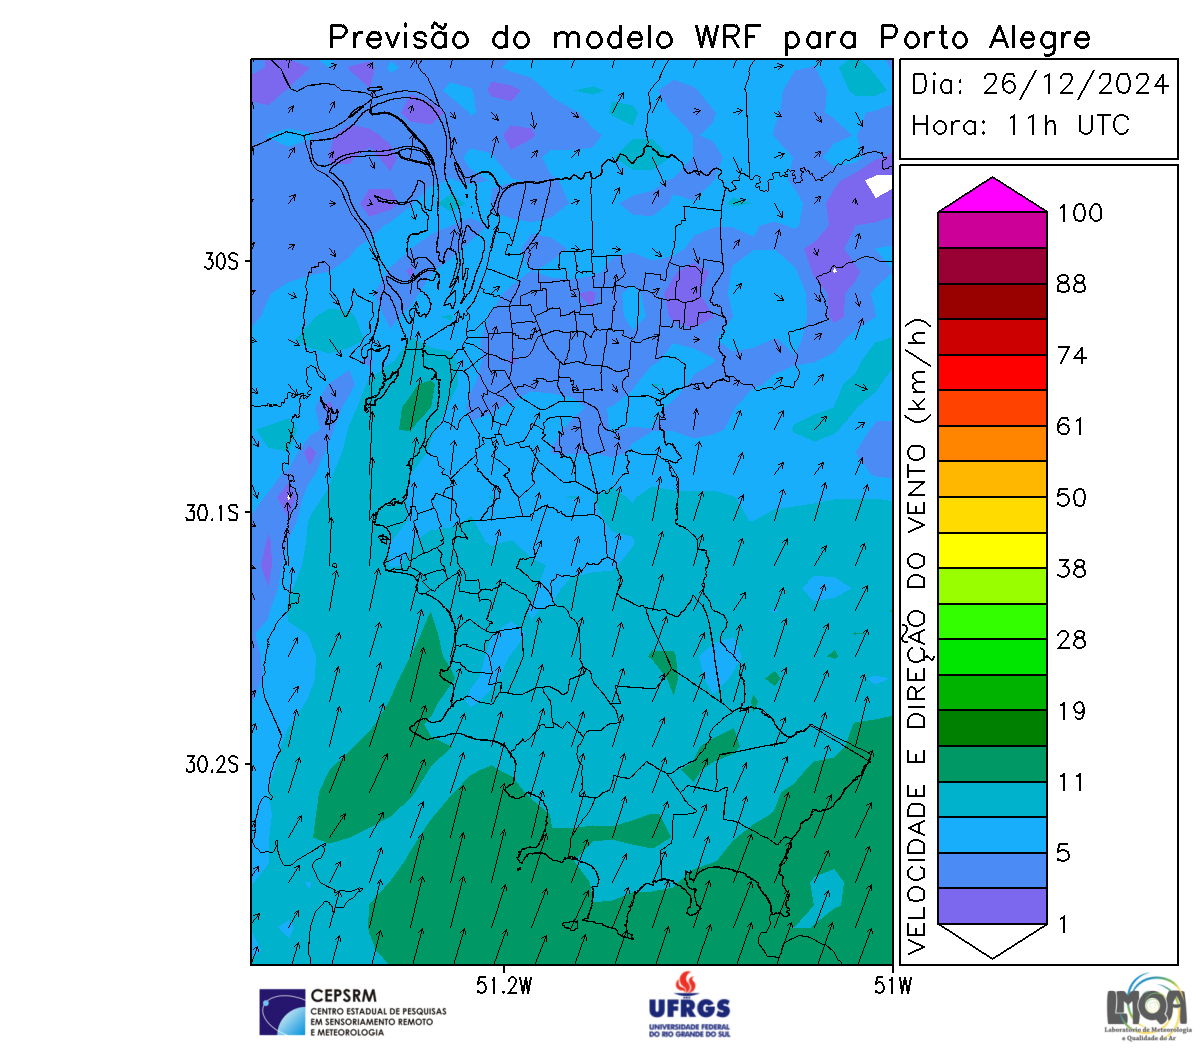 Previsão do modelo WRF para Porto Alegre
Dia: 26/12/2024
Hora: 11h UTC
100
88
74
61
50
38
28
19
11
5
1
VELOCIDADE E DIREÇÃO DO VENTO (km/h)
30S
30.1S
30.2S
51.2W
51W
CEPSRM
CENTRO ESTADUAL DE PESQUISAS
EM SENSORIAMENTO REMOTO
E METEOROLOGIA
UFRGS
UNIVERSIDADE FEDERAL
DO RIO GRANDE DO SUL
LMQA
Laboratório de Meteorologia
e Qualidade do Ar